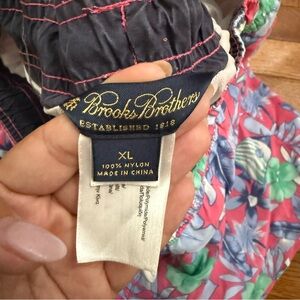 Brooks Brothers
ESTABLISHED 1818
XL
100% NYLON
MADE IN CHINA